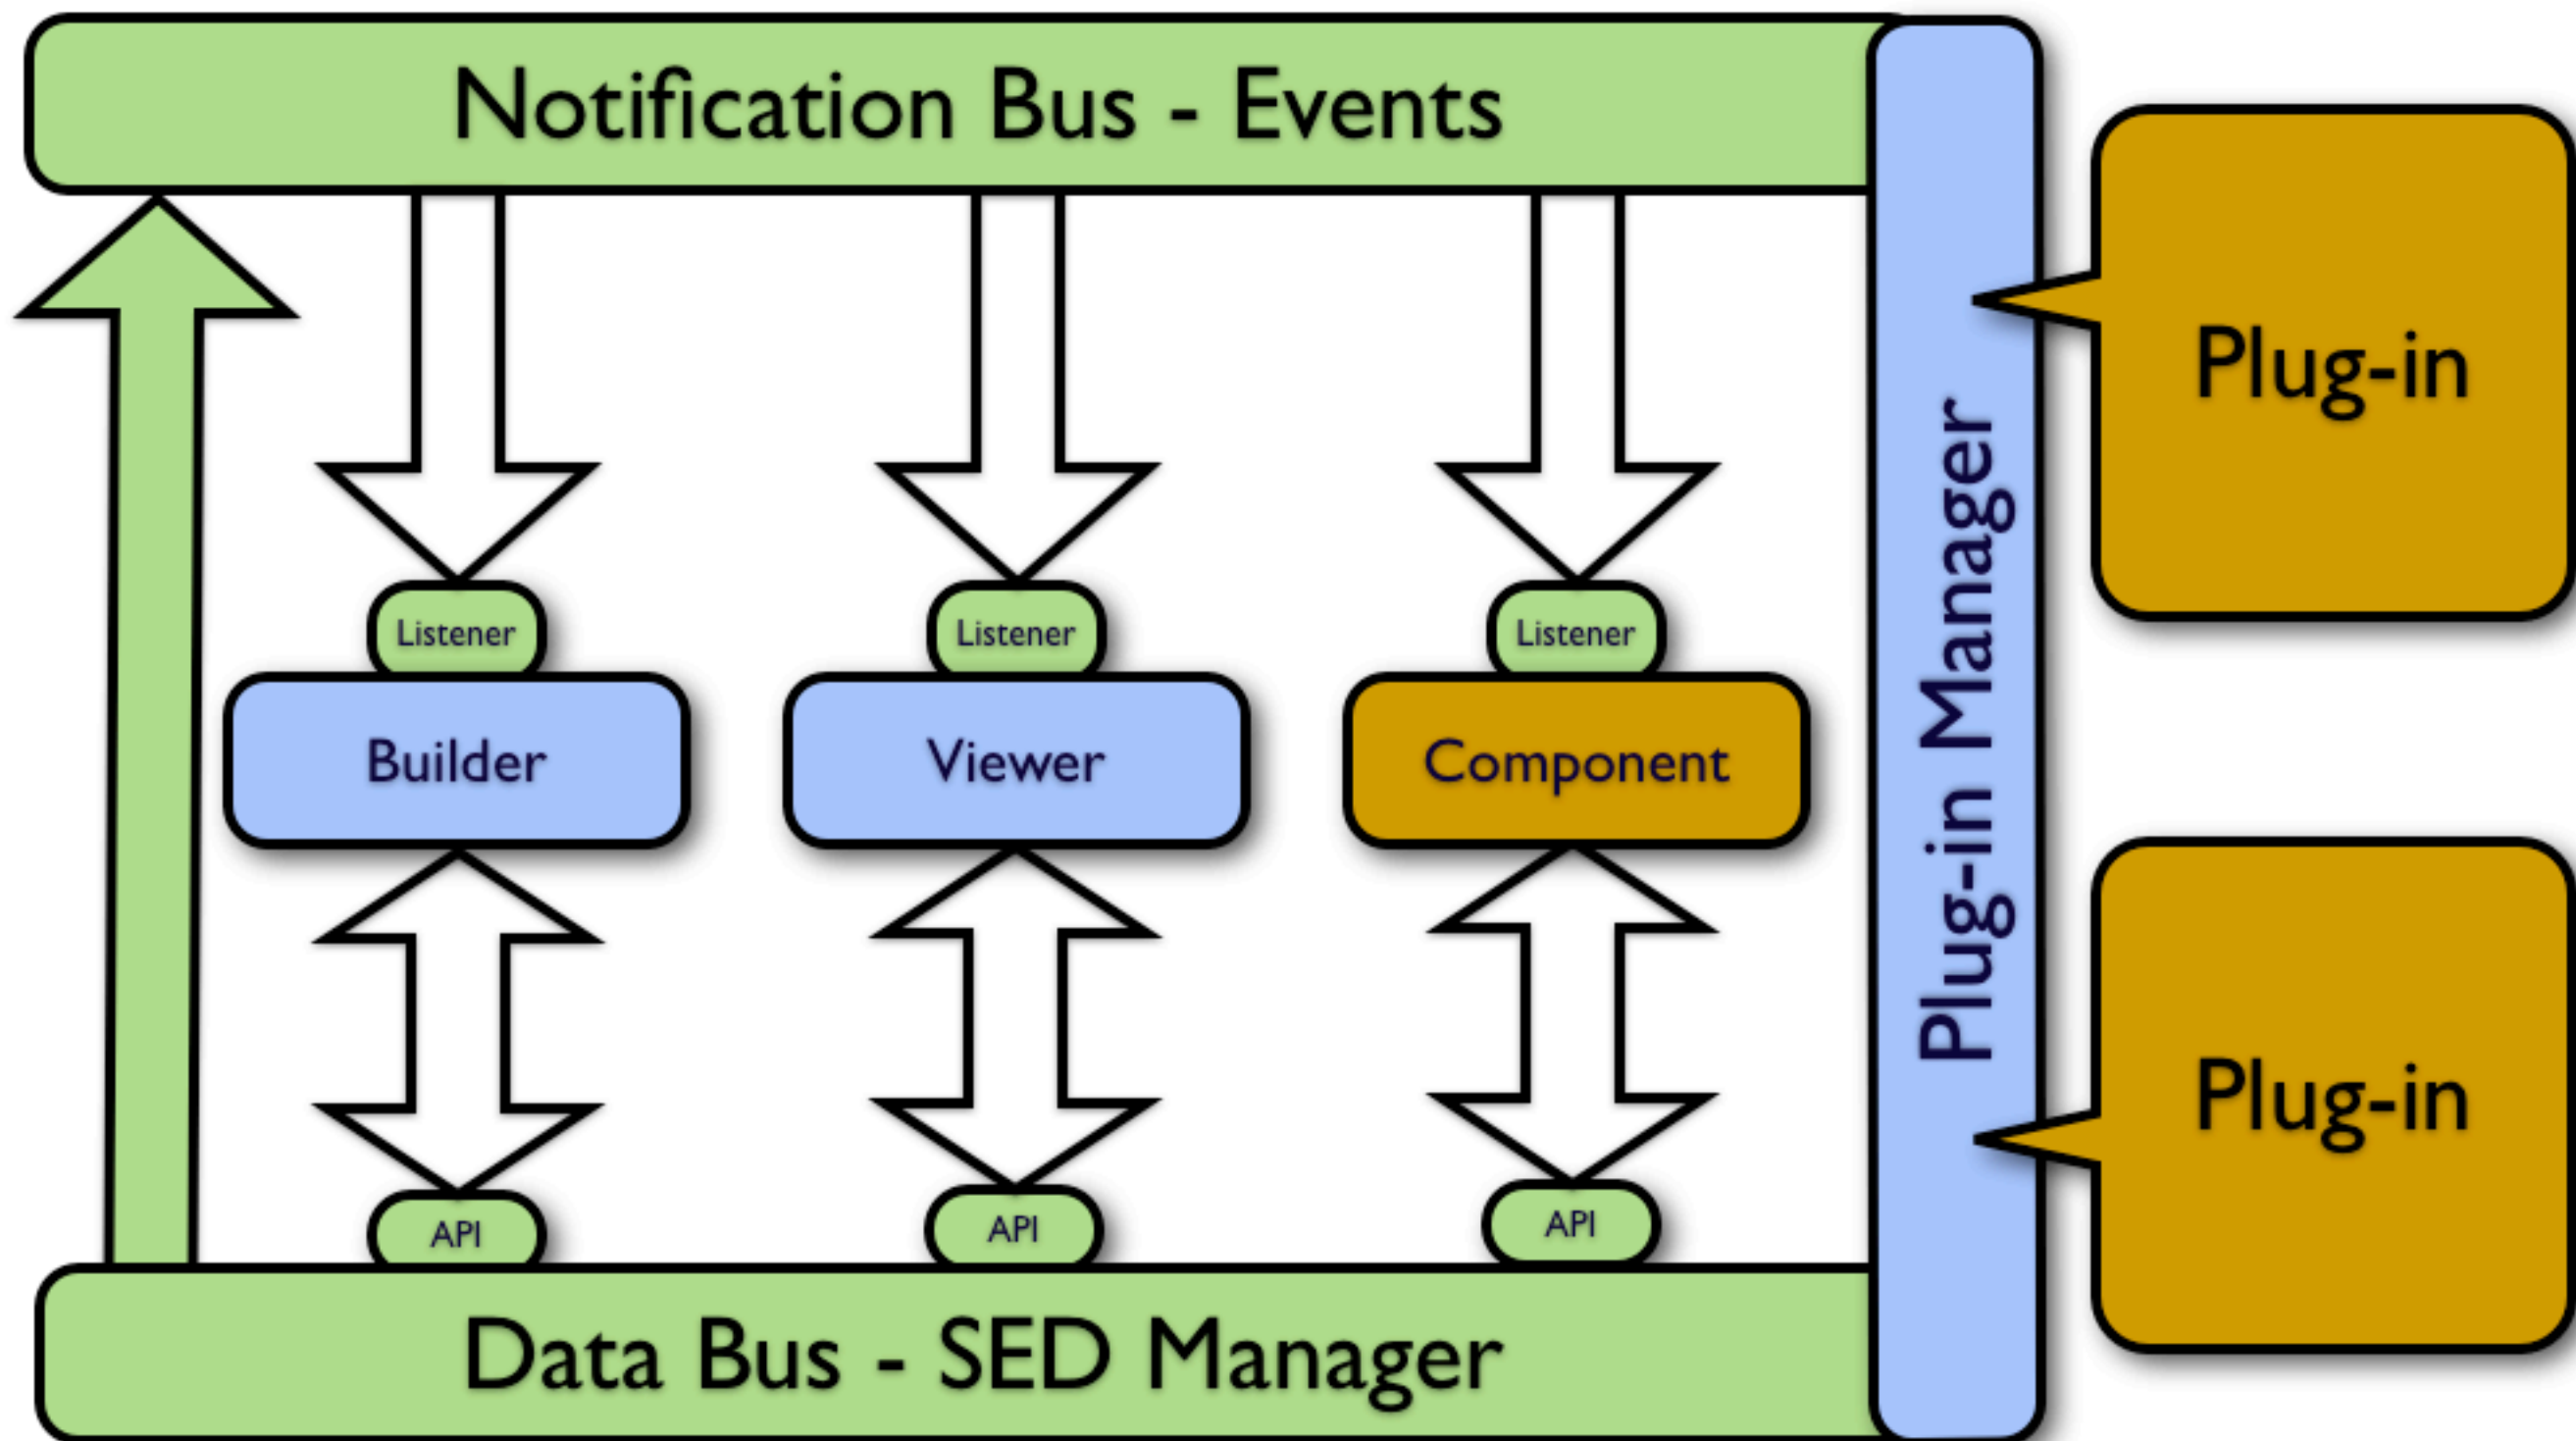 Notification Bus - Events
Plug-in
Plug-in Manager
Listener
Listener
Listener
Builder
Viewer
Component
Plug-in
API
API
API
Data Bus - SED Manager